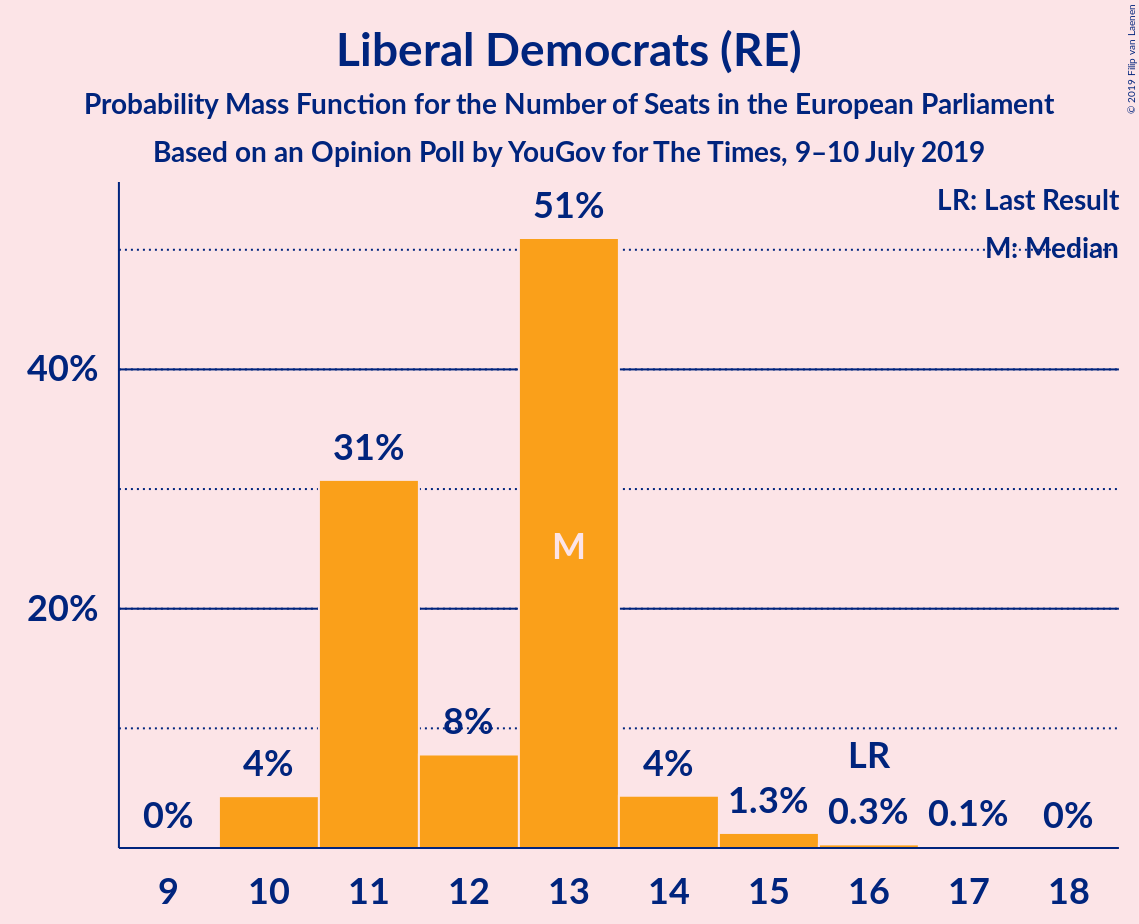 Liberal Democrats (RE)
Probability Mass Function for the Number of Seats in the European Parliament
Based on an Opinion Poll by YouGov for The Times, 9–10 July 2019
© 2019 Filip van Laenen
LR: Last Result
M: Median
51%
40%
31%
M
20%
8%
4%
4%
LR
1.3%
0.3%
0.1%
0%
0%
9 10 11 12 13 14 15 16 17 18